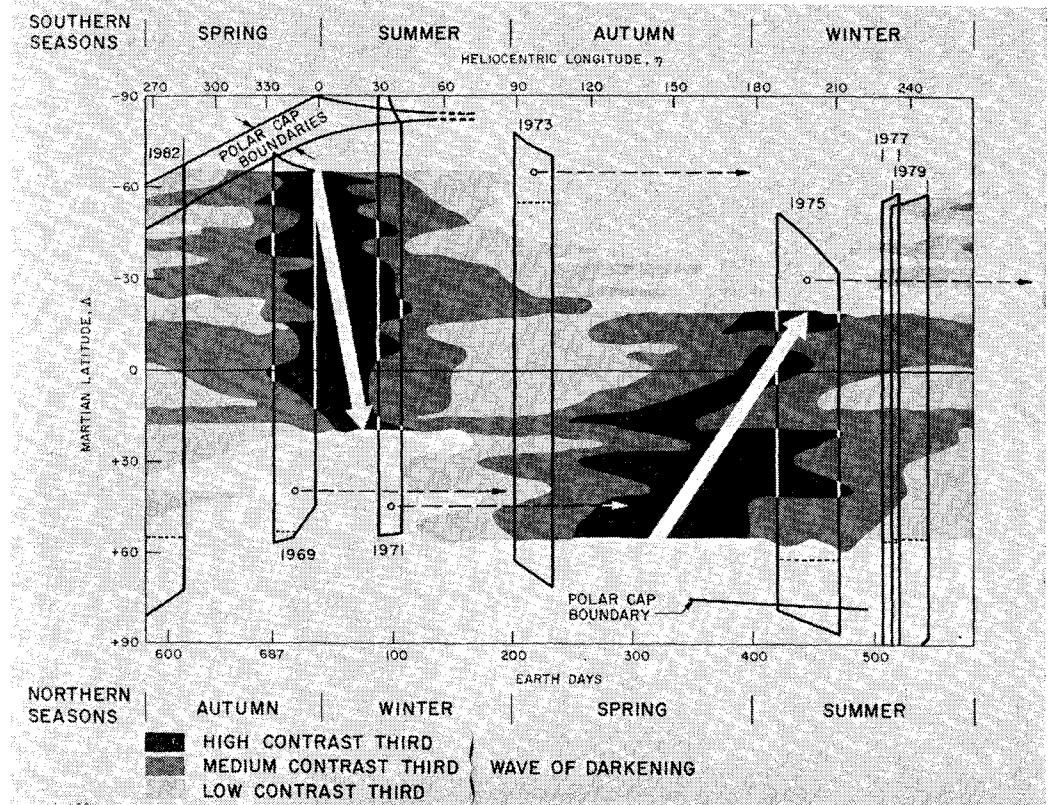 SOUTHERN SEASONS
SPRING SUMMER AUTUMN WINTER
HELIOCENTRIC LONGITUDE, η
270 300 330 0 30 60 90 120 150 180 210 240
MARTIAN LATITUDE, Λ
-90
-60
-30
0
+30
+60
+90
POLAR CAP
BOUNDARIES
1982
1969
1971
1973
1975
1977
1979
POLAR CAP
BOUNDARY
600 687 100 200 300 400 500
EARTH DAYS
NORTHERN SEASONS
AUTUMN WINTER SPRING SUMMER
HIGH CONTRAST THIRD
MEDIUM CONTRAST THIRD
LOW CONTRAST THIRD
WAVE OF DARKENING